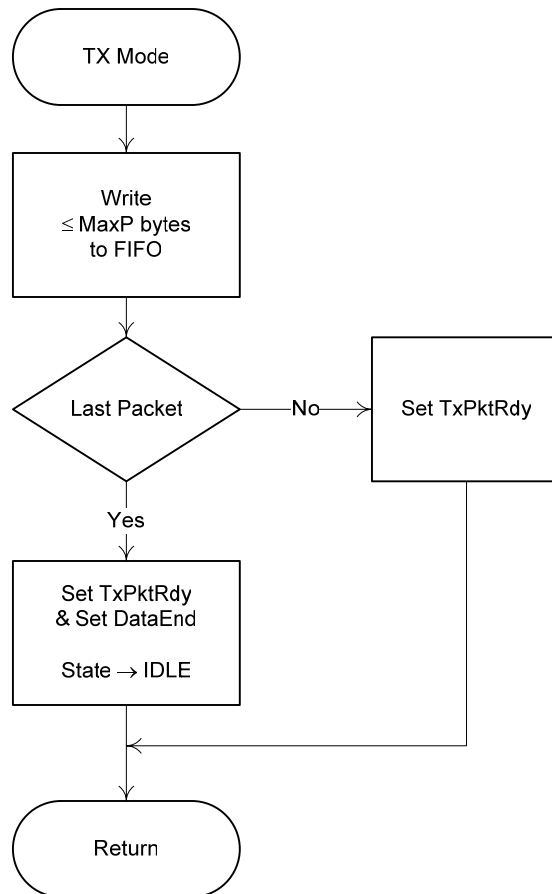 TX Mode
Write
≤ MaxP bytes
to FIFO
Last Packet
No
Set TxPktRdy
Yes
Set TxPktRdy
& Set DataEnd
State → IDLE
Return